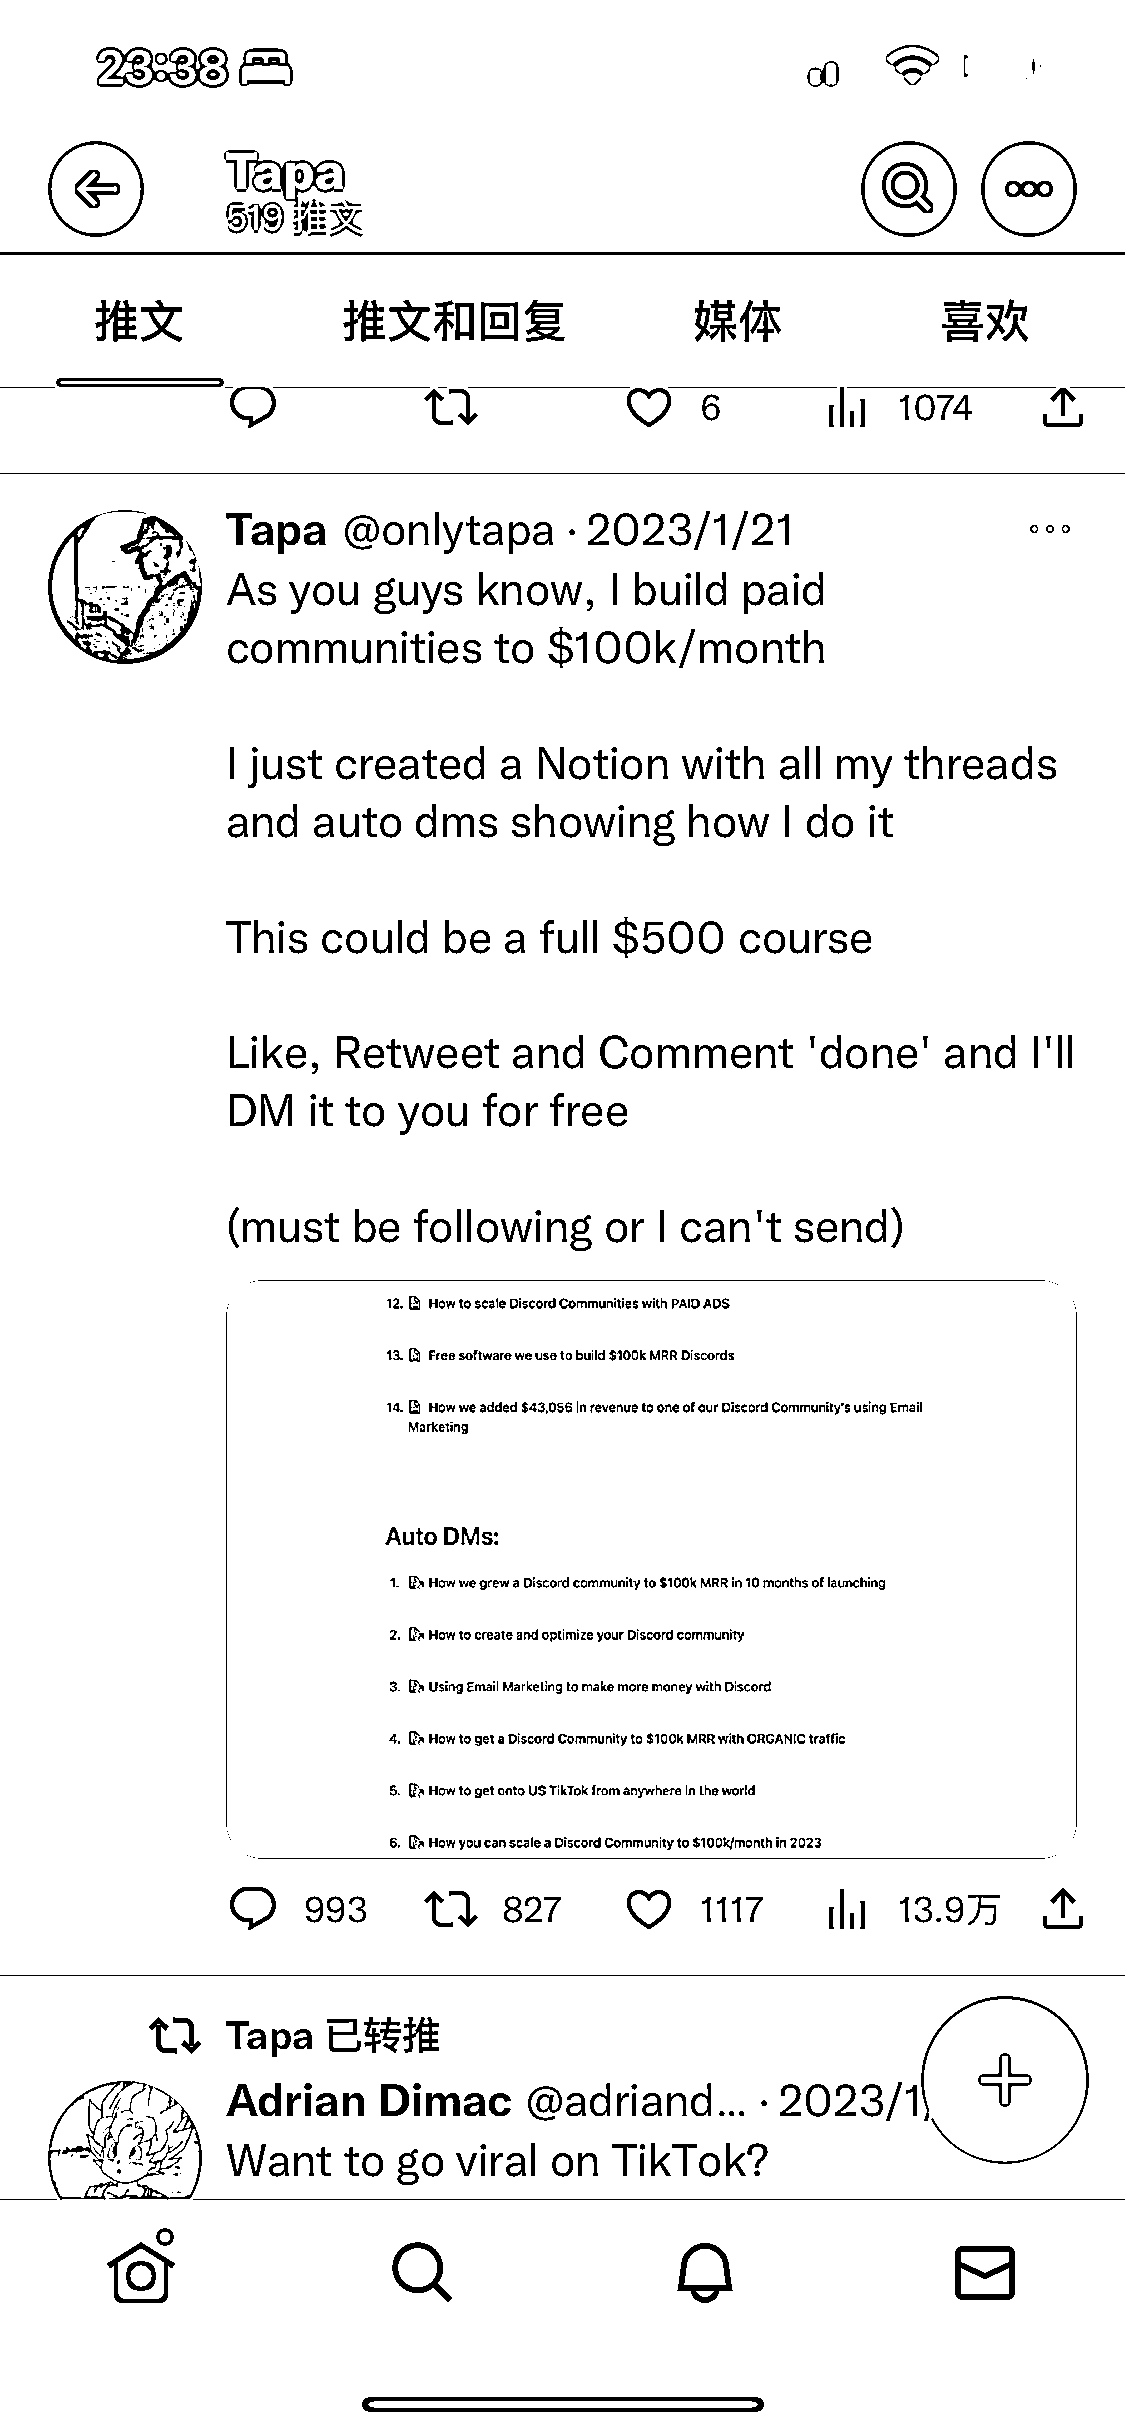 23:38
Tapa
519 推文
推文 推文和回复 媒体 喜欢
6 1074
Tapa @onlytapa · 2023/1/21
As you guys know, I build paid
communities to $100k/month
I just created a Notion with all my threads
and auto dms showing how I do it
This could be a full $500 course
Like, Retweet and Comment 'done' and I'll
DM it to you for free
(must be following or I can't send)
12. How to scale Discord Communities with PAID ADS
13. Free software we use to build $100k MRR Discords
14. How we added $43,056 in revenue to one of our Discord Community's using Email
Marketing
Auto DMs:
1. How we grew a Discord community to $100k MRR in 10 months of launching
2. How to create and optimize your Discord community
3. Using Email Marketing to make more money with Discord
4. How to get a Discord Community to $100k MRR with ORGANIC traffic
5. How to get onto US TikTok from anywhere in the world
6. How you can scale a Discord Community to $100k/month in 2023
993 827 1117 13.9万
Tapa 已转推
Adrian Dimac @adriand... · 2023/1/
Want to go viral on TikTok?